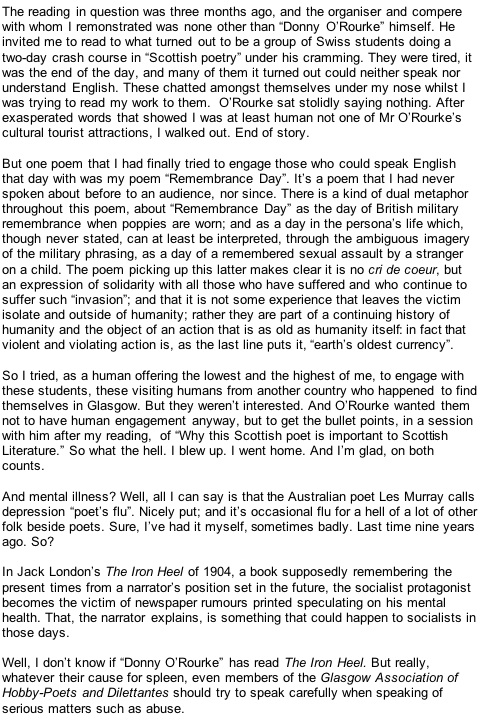 The reading in question was three months ago, and the organiser and compere
with whom I remonstrated was none other than “Donny O’Rourke” himself. He
invited me to read to what turned out to be a group of Swiss students doing a
two-day crash course in “Scottish poetry” under his cramming. They were tired, it
was the end of the day, and many of them it turned out could neither speak nor
understand English. These chatted amongst themselves under my nose whilst I
was trying to read my work to them. O’Rourke sat stolidly saying nothing. After
exasperated words that showed I was at least human not one of Mr O’Rourke’s
cultural tourist attractions, I walked out. End of story.

But one poem that I had finally tried to engage those who could speak English
that day with was my poem “Remembrance Day”. It’s a poem that I had never
spoken about before to an audience, nor since. There is a kind of dual metaphor
throughout this poem, about “Remembrance Day” as the day of British military
remembrance when poppies are worn; and as a day in the persona’s life which,
though never stated, can at least be interpreted, through the ambiguous imagery
of the military phrasing, as a day of a remembered sexual assault by a stranger
on a child. The poem picking up this latter makes clear it is no cri de coeur, but
an expression of solidarity with all those who have suffered and who continue to
suffer such “invasion”; and that it is not some experience that leaves the victim
isolate and outside of humanity; rather they are part of a continuing history of
humanity and the object of an action that is as old as humanity itself: in fact that
violent and violating action is, as the last line puts it, “earth’s oldest currency”.

So I tried, as a human offering the lowest and the highest of me, to engage with
these students, these visiting humans from another country who happened to find
themselves in Glasgow. But they weren’t interested. And O’Rourke wanted them
not to have human engagement anyway, but to get the bullet points, in a session
with him after my reading, of “Why this Scottish poet is important to Scottish
Literature.” So what the hell. I blew up. I went home. And I’m glad, on both
counts.

And mental illness? Well, all I can say is that the Australian poet Les Murray calls
depression “poet’s flu”. Nicely put; and it’s occasional flu for a hell of a lot of other
folk beside poets. Sure, I’ve had it myself, sometimes badly. Last time nine years
ago. So?

In Jack London’s The Iron Heel of 1904, a book supposedly remembering the
present times from a narrator’s position set in the future, the socialist protagonist
becomes the victim of newspaper rumours printed speculating on his mental
health. That, the narrator explains, is something that could happen to socialists in
those days.

Well, I don’t know if “Donny O’Rourke” has read The Iron Heel. But really,
whatever their cause for spleen, even members of the Glasgow Association of
Hobby-Poets and Dilettantes should try to speak carefully when speaking of
serious matters such as abuse.